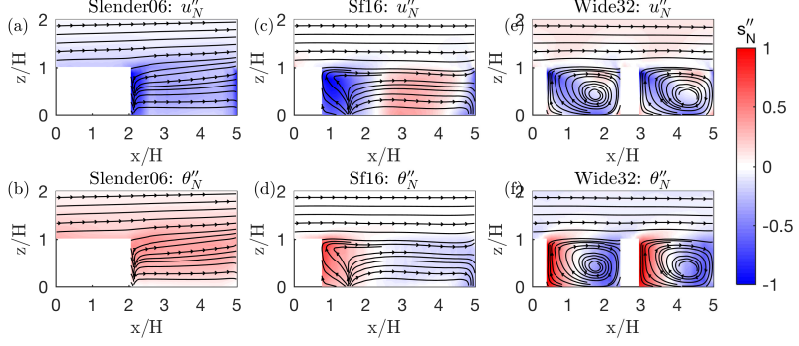 (a) Slender06: u″_N
z/H
2
1
0
0 1 2 3 4 5
x/H
(c) Sf16: u″_N
z/H
2
1
0
0 1 2 3 4 5
x/H
(e) Wide32: u″_N
z/H
2
1
0
0 1 2 3 4 5
x/H
(b) Slender06: θ″_N
z/H
2
1
0
0 1 2 3 4 5
x/H
(d) Sf16: θ″_N
z/H
2
1
0
0 1 2 3 4 5
x/H
(f) Wide32: θ″_N
z/H
2
1
0
0 1 2 3 4 5
x/H
s″_N
1
0.5
0
-0.5
-1